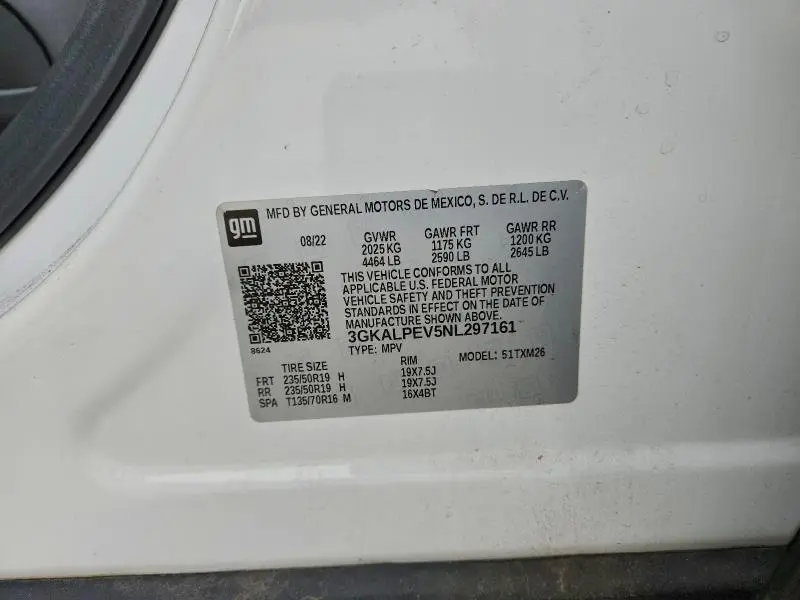 gm MFD BY GENERAL MOTORS DE MEXICO, S. DE R.L. DE C.V.
08/22 GVWR GAWR FRT GAWR RR
2025 KG 1175 KG 1200 KG
4464 LB 2590 LB 2645 LB
THIS VEHICLE CONFORMS TO ALL
APPLICABLE U.S. FEDERAL MOTOR
VEHICLE SAFETY AND THEFT PREVENTION
STANDARDS IN EFFECT ON THE DATE OF
MANUFACTURE SHOWN ABOVE.
8624
3GKALPEV5NL297161
TYPE: MPV MODEL: 51TXM26
TIRE SIZE RIM
FRT 235/50R19 H 19X7.5J
RR 235/50R19 H 19X7.5J
SPA T135/70R16 M 16X4BT